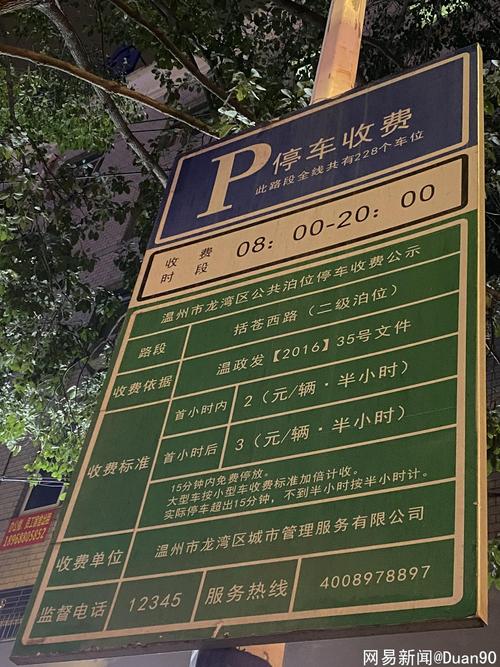 P 停车收费
此路段全线共有228个车位
收费时段 08：00-20：00
温州市龙湾区公共泊位停车收费公示
路段 括苍西路（二级泊位）
收费依据 温政发【2016】35号文件
收费标准
首小时内 2（元/辆·半小时）
首小时后 3（元/辆·半小时）
15分钟内免费停放。
大型车按小型车收费标准加倍计收。
实际停车超出15分钟，不到半小时按半小时计。
收费单位 温州市龙湾区城市管理服务有限公司
监督电话 12345 服务热线 4008978897
18968805852
网易新闻@Duan90